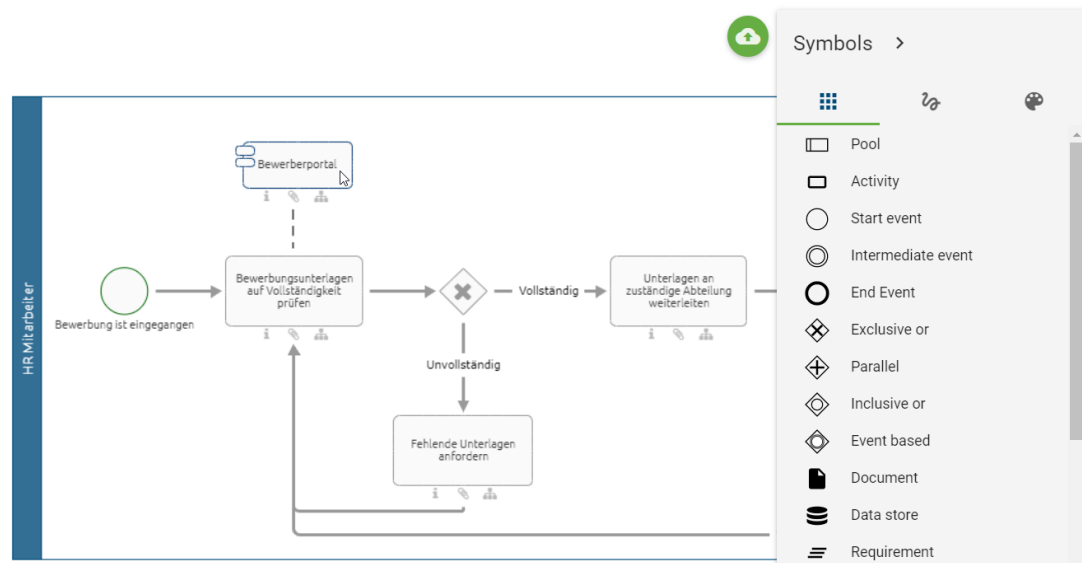 Symbols
HR Mitarbeiter
Bewerberportal
Bewerbung ist eingegangen
Bewerbungsunterlagen
auf Vollständigkeit
prüfen
Vollständig
Unterlagen an
zuständige Abteilung
weiterleiten
Unvollständig
Fehlende Unterlagen
anfordern
Pool
Activity
Start event
Intermediate event
End Event
Exclusive or
Parallel
Inclusive or
Event based
Document
Data store
Requirement